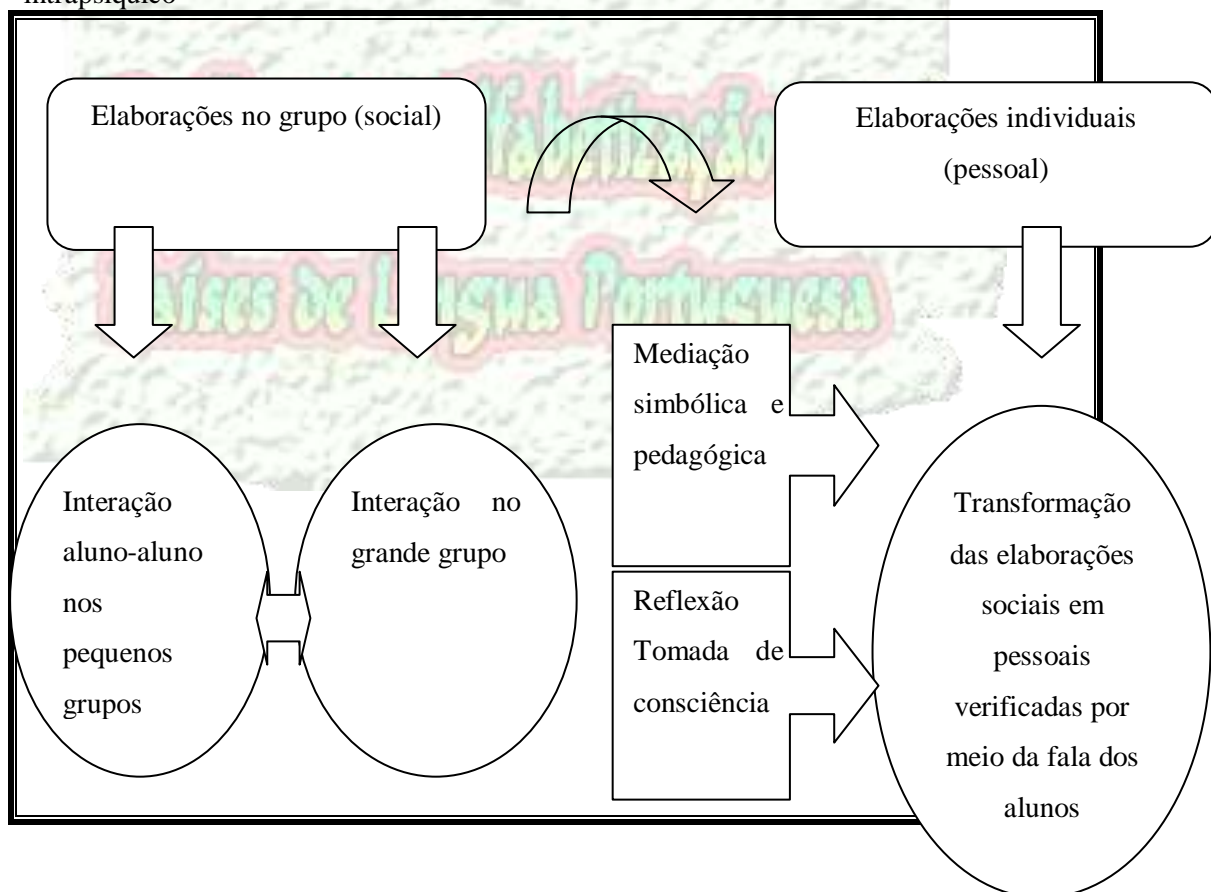 intrapsíquico
Elaborações no grupo (social)
Elaborações individuais
(pessoal)
Mediação
simbólica e
pedagógica
Interação
aluno-aluno
nos
pequenos
grupos
Interação no
grande grupo
Reflexão
Tomada de
consciência
Transformação
das elaborações
sociais em
pessoais
verificadas por
meio da fala dos
alunos
de Língua Portuguesa